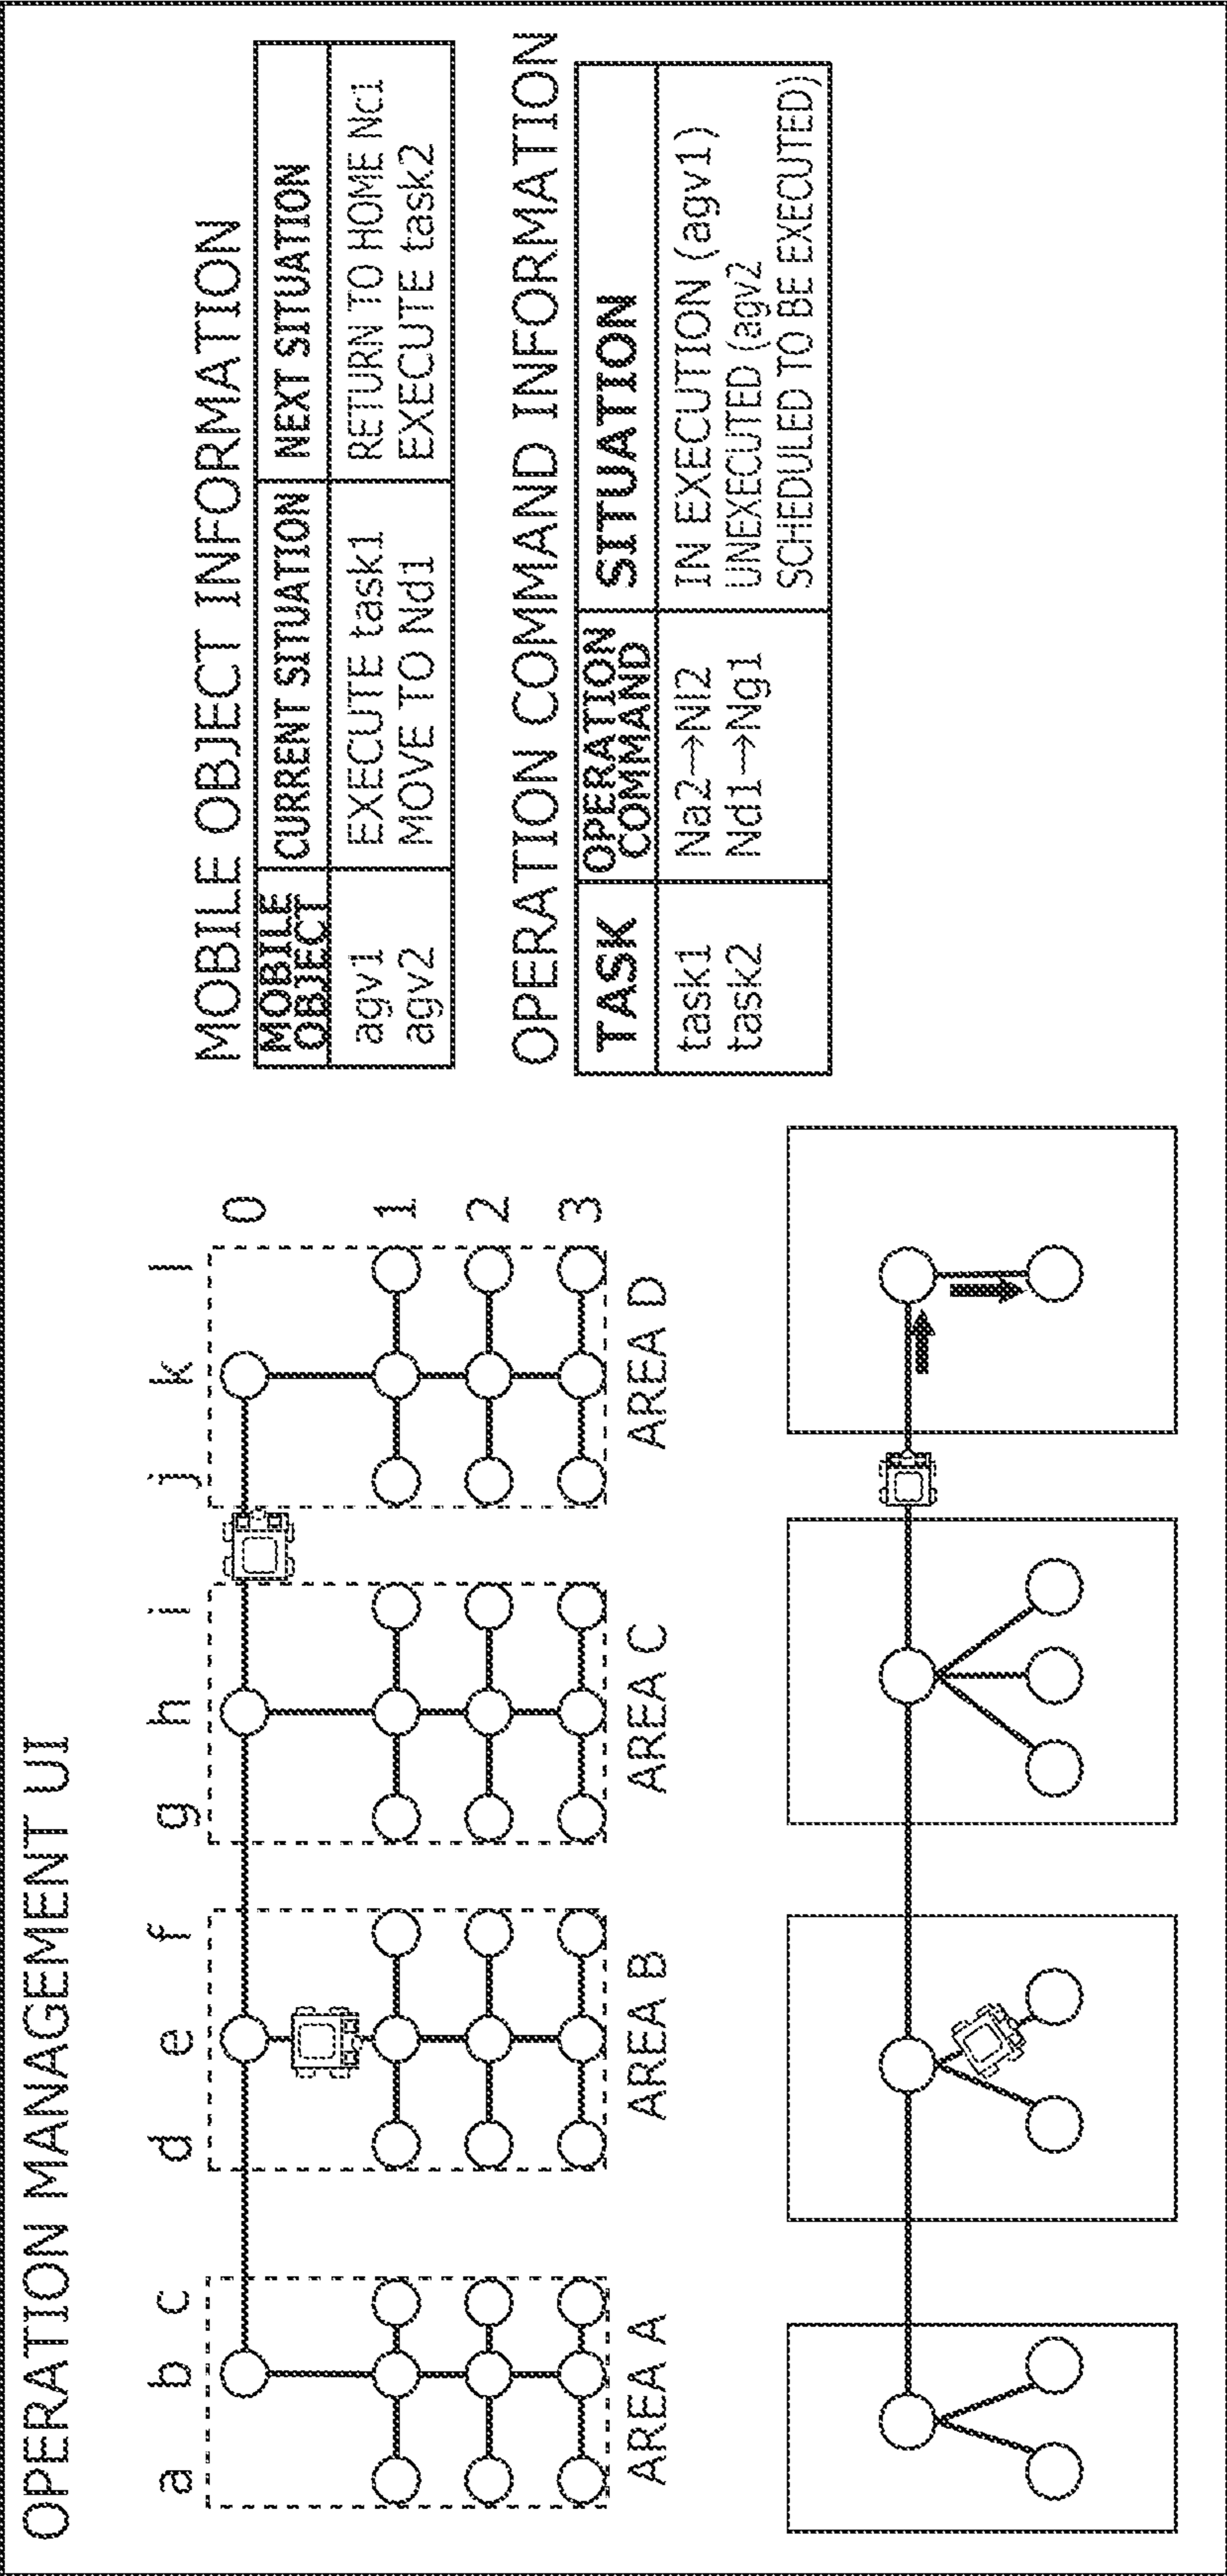 OPERATION MANAGEMENT UI
a b c d e f g h i j k l
0
1
2
3
AREA A AREA B AREA C AREA D
MOBILE OBJECT INFORMATION
MOBILE OBJECT CURRENT SITUATION NEXT SITUATION
agv1 EXECUTE task1 RETURN TO HOME Nc1
agv2 MOVE TO Nd1 EXECUTE task2
OPERATION COMMAND INFORMATION
TASK OPERATION COMMAND SITUATION
task1 Na2→Nl2 IN EXECUTION (agv1)
task2 Nd1→Ng1 UNEXECUTED (agv2
SCHEDULED TO BE EXECUTED)